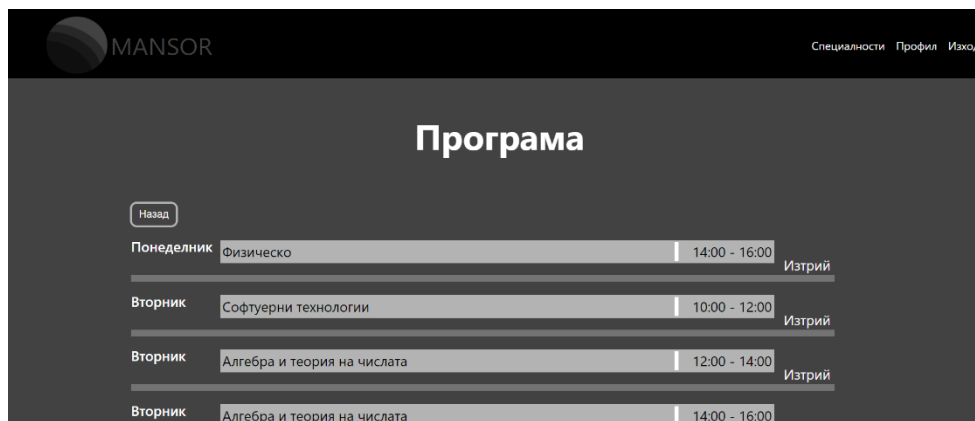 MANSOR
Специалности Профил Изход
Програма
Назад
Понеделник Физическо 14:00 - 16:00
Изтрий
Вторник Софтуерни технологии 10:00 - 12:00
Изтрий
Вторник Алгебра и теория на числата 12:00 - 14:00
Изтрий
Вторник Алгебра и теория на числата 14:00 - 16:00